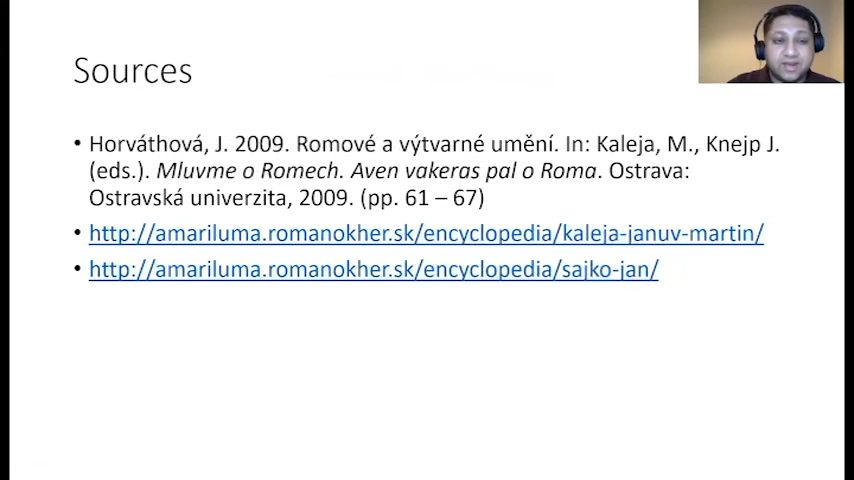 Sources
• Horváthová, J. 2009. Romové a výtvarné umění. In: Kaleja, M., Knejp J.
(eds.). Mluvme o Romech. Aven vakeras pal o Roma. Ostrava:
Ostravská univerzita, 2009. (pp. 61 – 67)
• http://amariluma.romanokher.sk/encyclopedia/kaleja-januv-martin/
• http://amariluma.romanokher.sk/encyclopedia/sajko-jan/